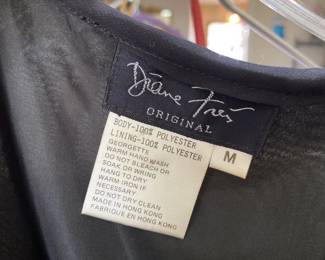 Diane Trés
ORIGINAL
M
BODY-100% POLYESTER
LINING-100% POLYESTER
GEORGETTE
WARM HAND WASH
DO NOT BLEACH OR
SOAK OR WRING
HANG TO DRY
WARM IRON IF
NECESSARY
DO NOT DRY CLEAN
MADE IN HONG KONG
FABRIQUE EN HONG KONG